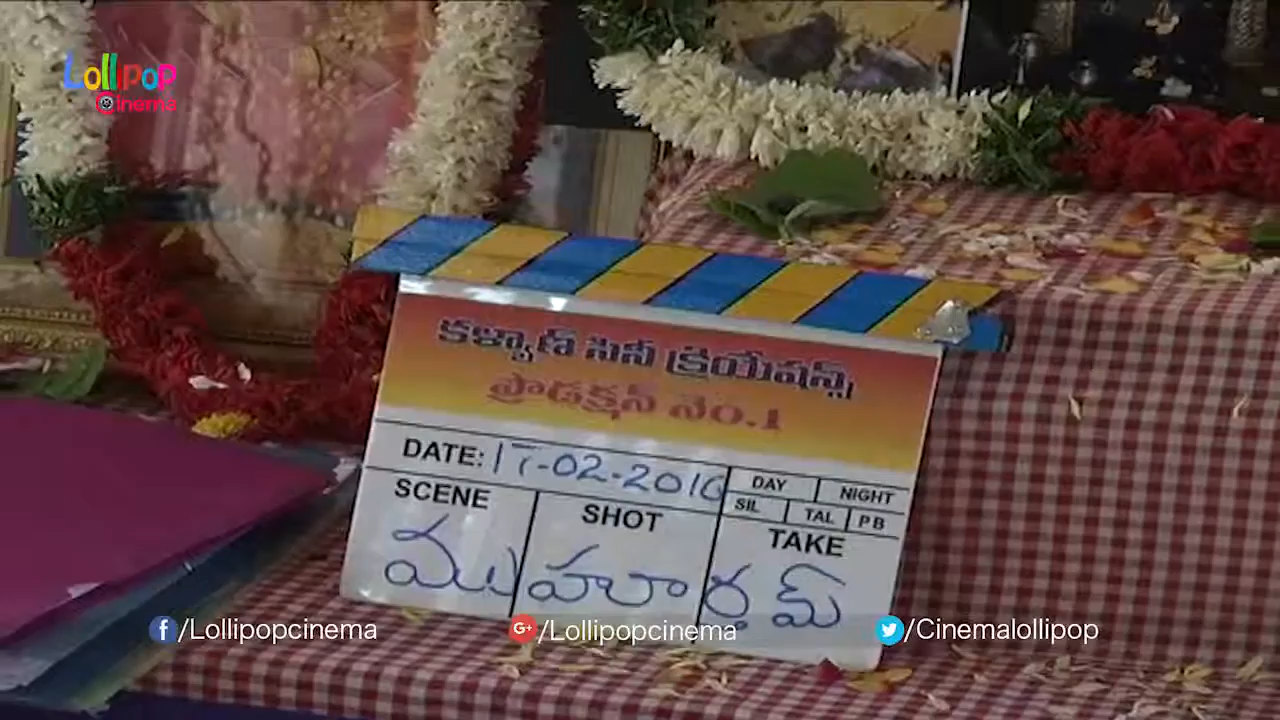 Lollipop
Cinema
కళ్యాణ్ సినీ క్రియేషన్స్
ప్రొడక్షన్ నెం.1
DATE: 17-02-2016
DAY NIGHT
SIL TAL PB
SCENE SHOT TAKE
ముహూర్తమ్
/Lollipopcinema /Lollipopcinema /Cinemalollipop